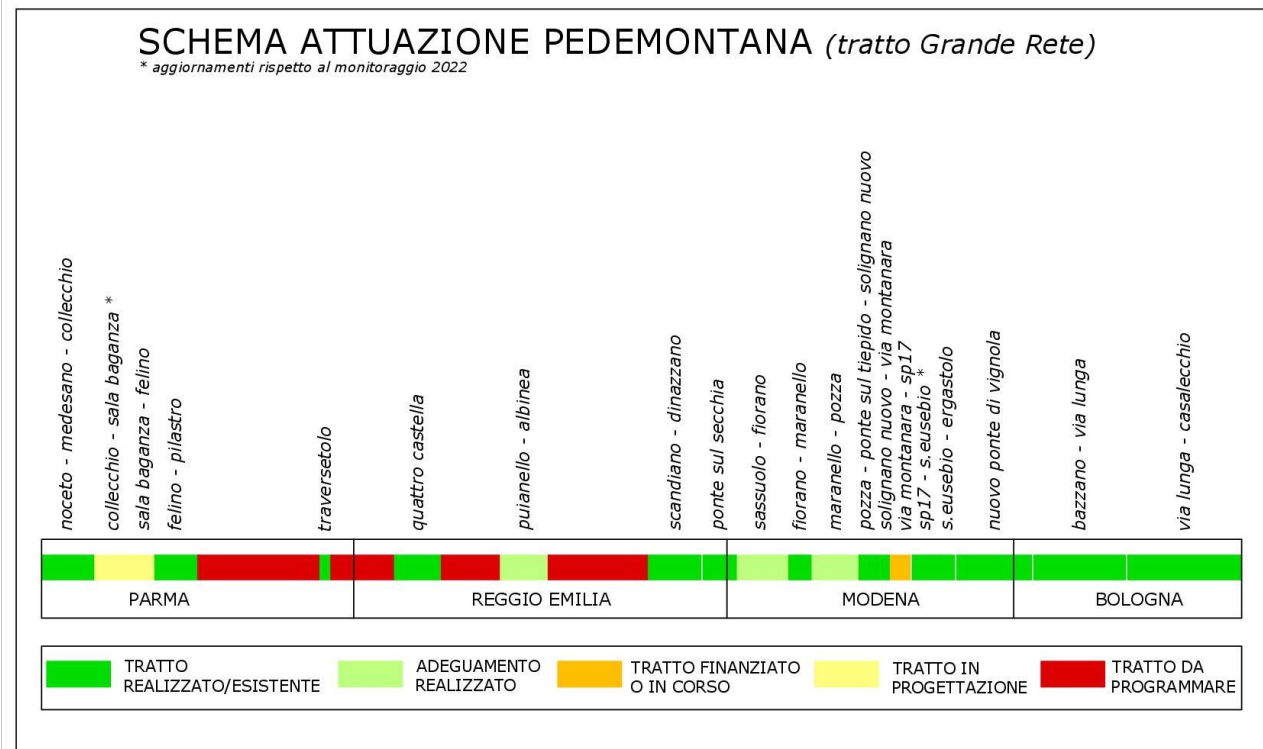 SCHEMA ATTUAZIONE PEDEMONTANA (tratto Grande Rete)
* aggiornamenti rispetto al monitoraggio 2022
noceto - medesano - collecchio
collecchio - sala baganza *
sala baganza - felino
felino - pilastro
traversetolo
quattro castella
puianello - albinea
scandiano - dinazzano
ponte sul secchia
sassuolo - fiorano
fiorano - maranello
maranello - pozza
pozza - ponte sul tiepido - solignano nuovo
solignano nuovo - via montanara
via montanara - sp17
sp17 - s.eusebio *
s.eusebio - ergastolo
nuovo ponte di vignola
bazzano - via lunga
via lunga - casalecchio
PARMA
REGGIO EMILIA
MODENA
BOLOGNA
TRATTO
REALIZZATO/ESISTENTE
ADEGUAMENTO
REALIZZATO
TRATTO FINANZIATO
O IN CORSO
TRATTO IN
PROGETTAZIONE
TRATTO DA
PROGRAMMARE